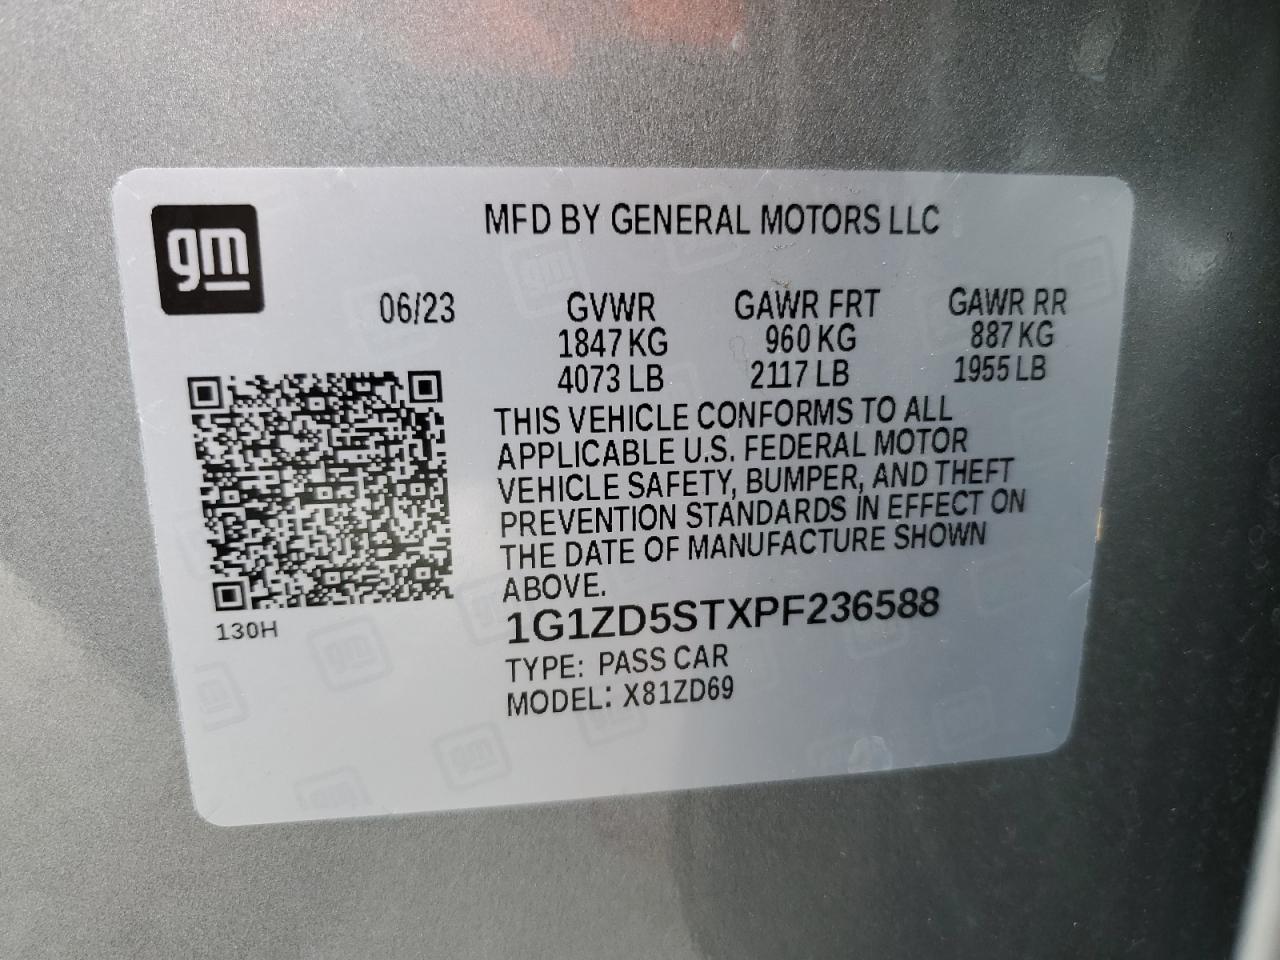 gm
MFD BY GENERAL MOTORS LLC
06/23 GVWR GAWR FRT GAWR RR
1847 KG 960 KG 887 KG
4073 LB 2117 LB 1955 LB
THIS VEHICLE CONFORMS TO ALL
APPLICABLE U.S. FEDERAL MOTOR
VEHICLE SAFETY, BUMPER, AND THEFT
PREVENTION STANDARDS IN EFFECT ON
THE DATE OF MANUFACTURE SHOWN
ABOVE.
130H
1G1ZD5STXPF236588
TYPE: PASS CAR
MODEL: X81ZD69